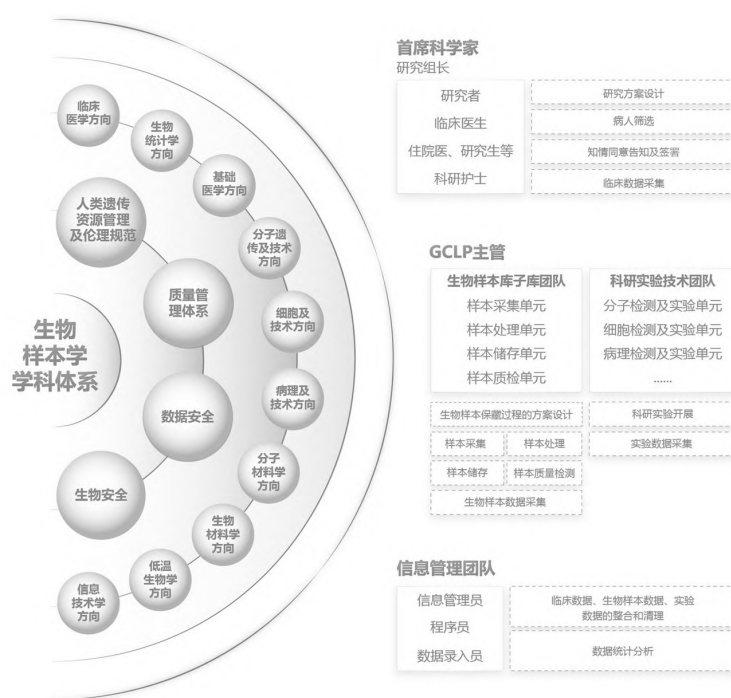 生物
样本学
学科体系
人类遗传
资源管理
及伦理规范
质量管
理体系
数据安全
生物安全
临床
医学方向
生物
统计学
方向
基础
医学方向
分子遗
传及技术
方向
细胞及
技术方向
病理及
技术方向
分子
材料学
方向
生物
材料学
方向
低温
生物学
方向
信息
技术学
方向
首席科学家
研究组长
研究者
临床医生
住院医、研究生等
科研护士
研究方案设计
病人筛选
知情同意告知及签署
临床数据采集
GCLP主管
生物样本库子库团队
样本采集单元
样本处理单元
样本储存单元
样本质检单元
科研实验技术团队
分子检测及实验单元
细胞检测及实验单元
病理检测及实验单元
......
生物样本保藏过程的方案设计
样本采集
样本处理
样本储存
样本质量检测
生物样本数据采集
科研实验开展
实验数据采集
信息管理团队
信息管理员
程序员
数据录入员
临床数据、生物样本数据、实验
数据的整合和清理
数据统计分析